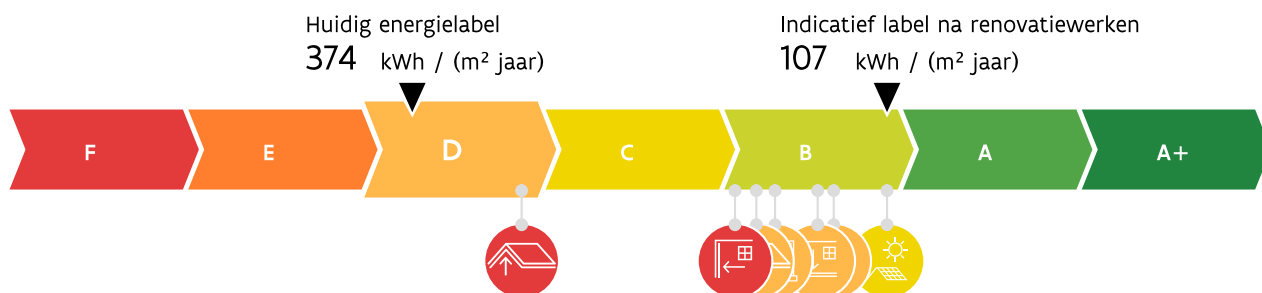 Huidig energielabel
374 kWh / (m² jaar)
Indicatief label na renovatiewerken
107 kWh / (m² jaar)
F E D C B A A+